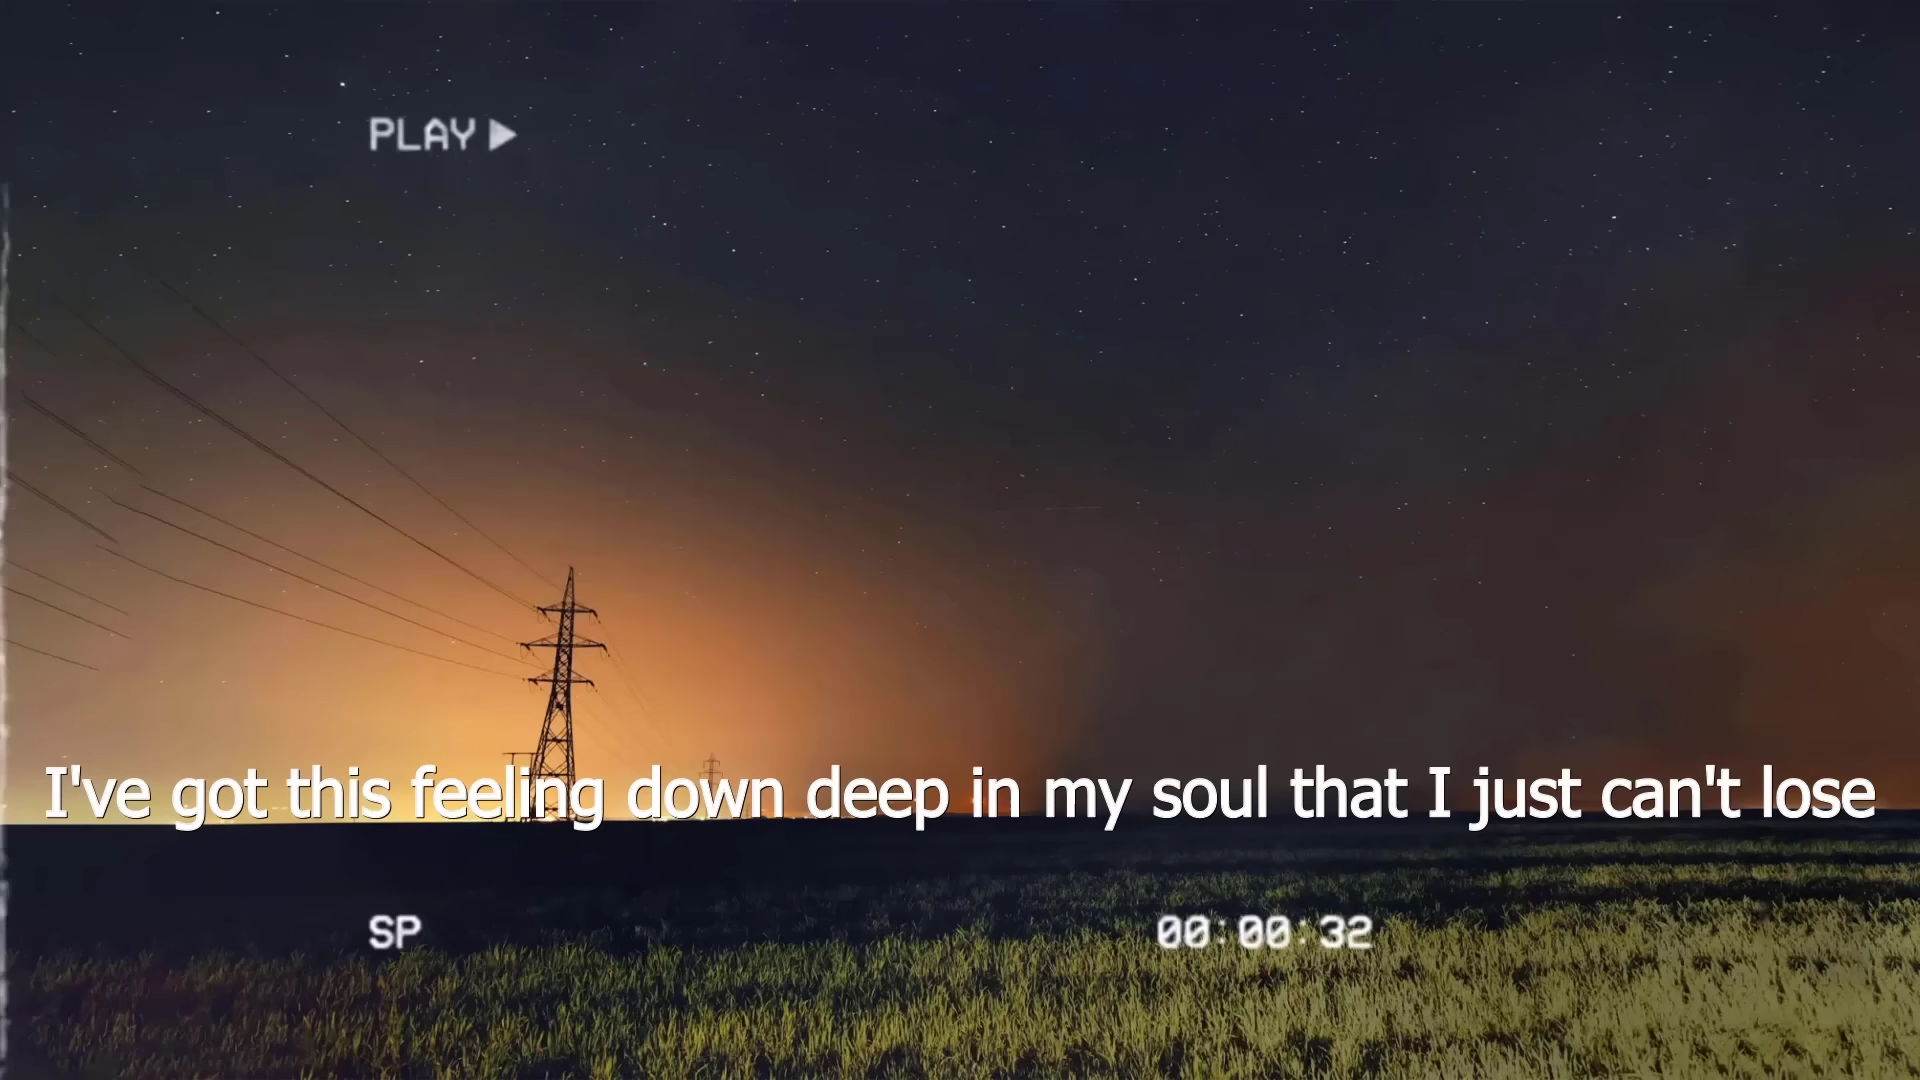 PLAY ▶
I've got this feeling down deep in my soul that I just can't lose
SP
00:00:32